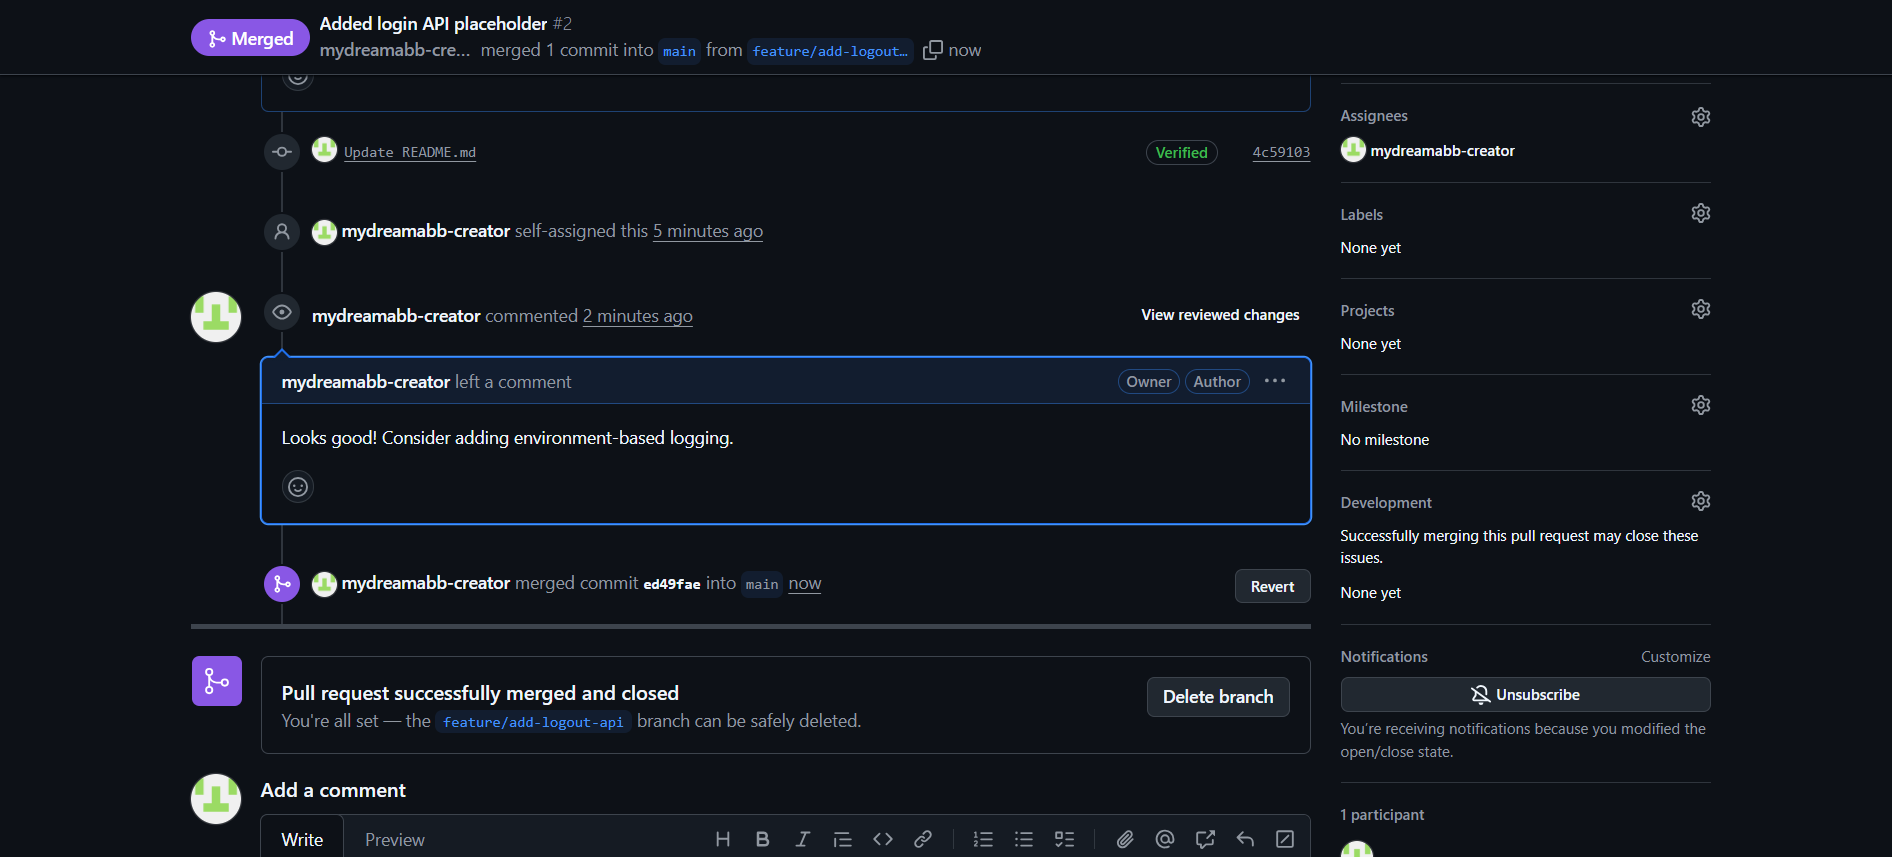 Merged
Added login API placeholder #2
mydreamabb-cre... merged 1 commit into main from feature/add-logout… now
Update README.md
Verified
4c59103
mydreamabb-creator self-assigned this 5 minutes ago
mydreamabb-creator commented 2 minutes ago
View reviewed changes
mydreamabb-creator left a comment
Owner
Author
Looks good! Consider adding environment-based logging.
mydreamabb-creator merged commit ed49fae into main now
Revert
Pull request successfully merged and closed
You're all set — the feature/add-logout-api branch can be safely deleted.
Delete branch
Add a comment
Write
Preview
Assignees
mydreamabb-creator
Labels
None yet
Projects
None yet
Milestone
No milestone
Development
Successfully merging this pull request may close these
issues.
None yet
Notifications
Customize
Unsubscribe
You're receiving notifications because you modified the
open/close state.
1 participant